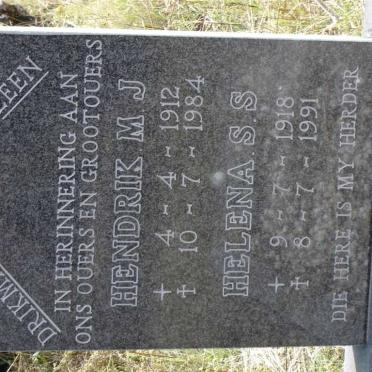 IN HERINNERING AAN
ONS OUERS EN GROOTOUERS
HENDRIK M J
+ 4 - 4 - 1912
‡ 10 - 7 - 1984
HELENA S.S
+ 9 - 7 - 1918
‡ 8 - 7 - 1991
DIE HERE IS MY HERDER